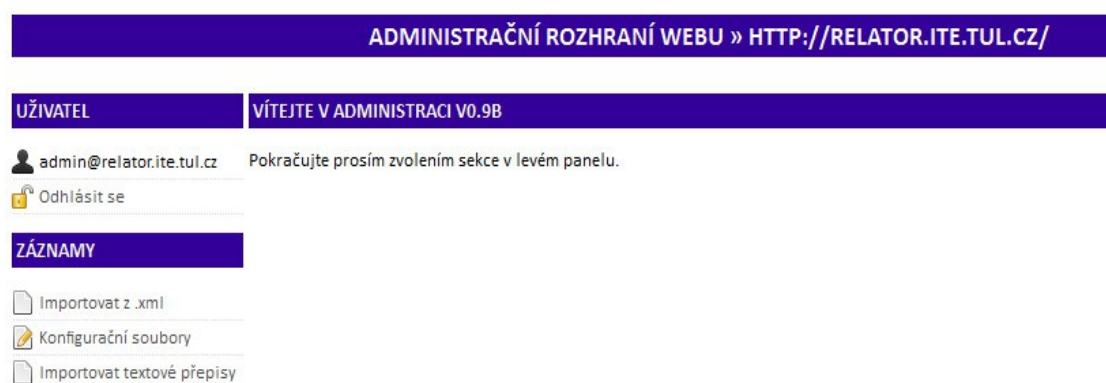 ADMINISTRAČNÍ ROZHRANÍ WEBU » HTTP://RELATOR.ITE.TUL.CZ/
UŽIVATEL
admin@relator.ite.tul.cz
Odhlásit se
ZÁZNAMY
Importovat z .xml
Konfigurační soubory
Importovat textové přepisy
VÍTEJTE V ADMINISTRACI V0.9B
Pokračujte prosím zvolením sekce v levém panelu.